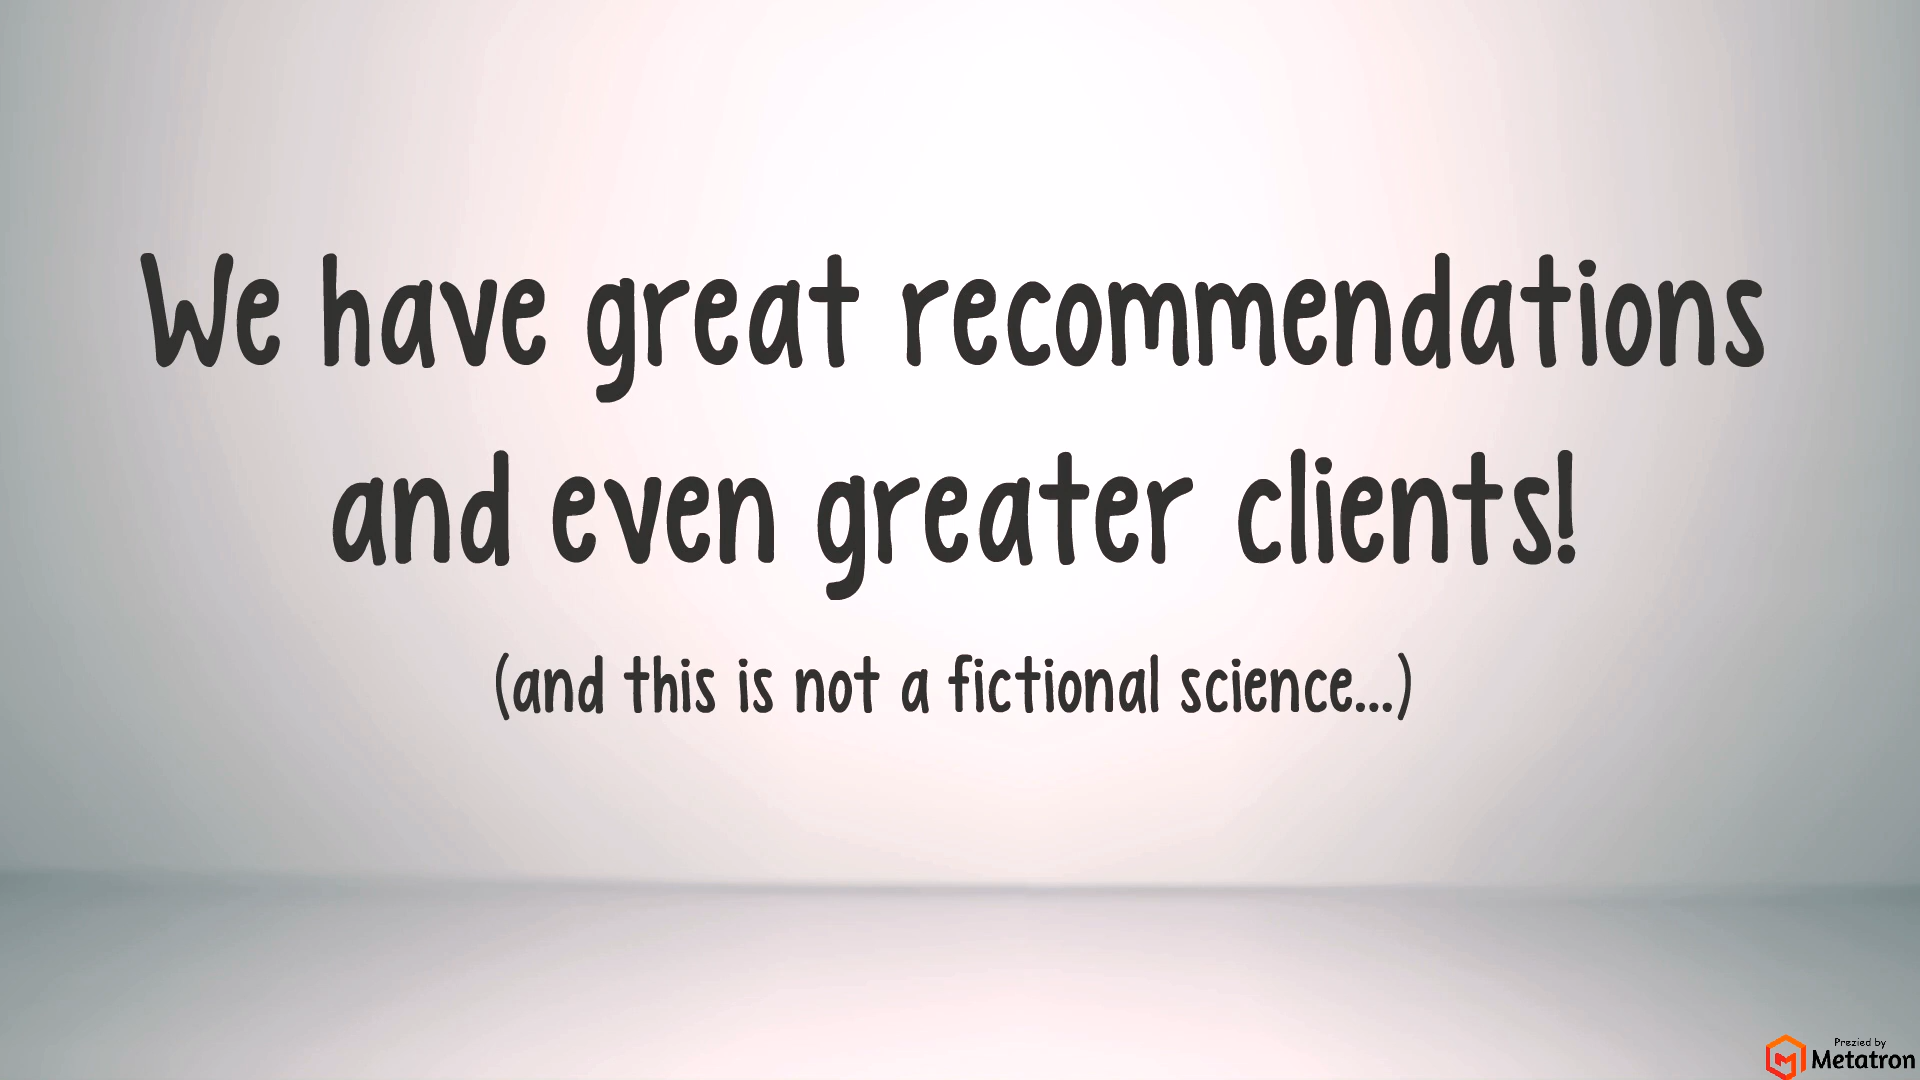 We have great recommendations
and even greater clients!
(and this is not a fictional science...)
Prezied by
Metatron